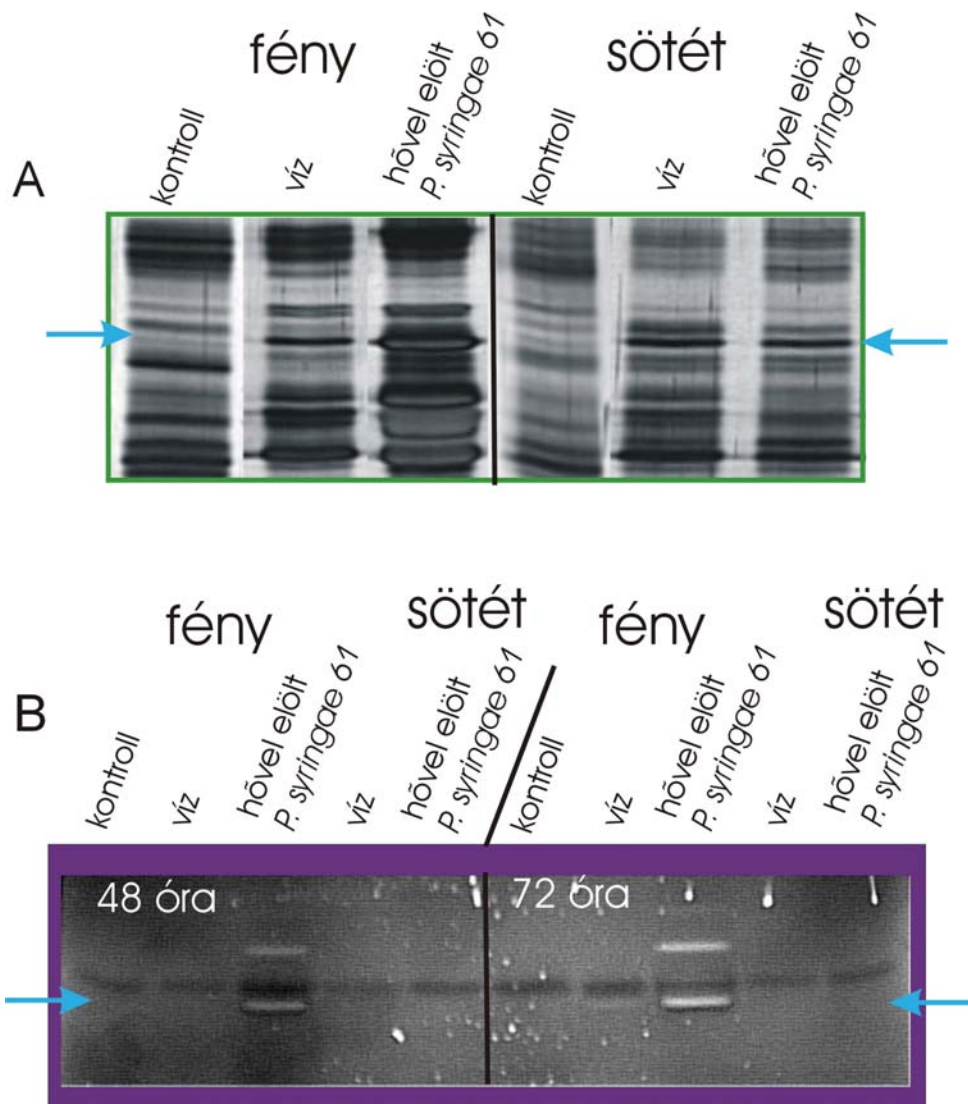 fény
sötét
kontroll
víz
hővel elölt
P. syringae 61
kontroll
víz
hővel elölt
P. syringae 61
A
fény
sötét
fény
sötét
B
kontroll
víz
hővel elölt
P. syringae 61
víz
hővel elölt
P. syringae 61
kontroll
víz
hővel elölt
P. syringae 61
víz
hővel elölt
P. syringae 61
48 óra
72 óra